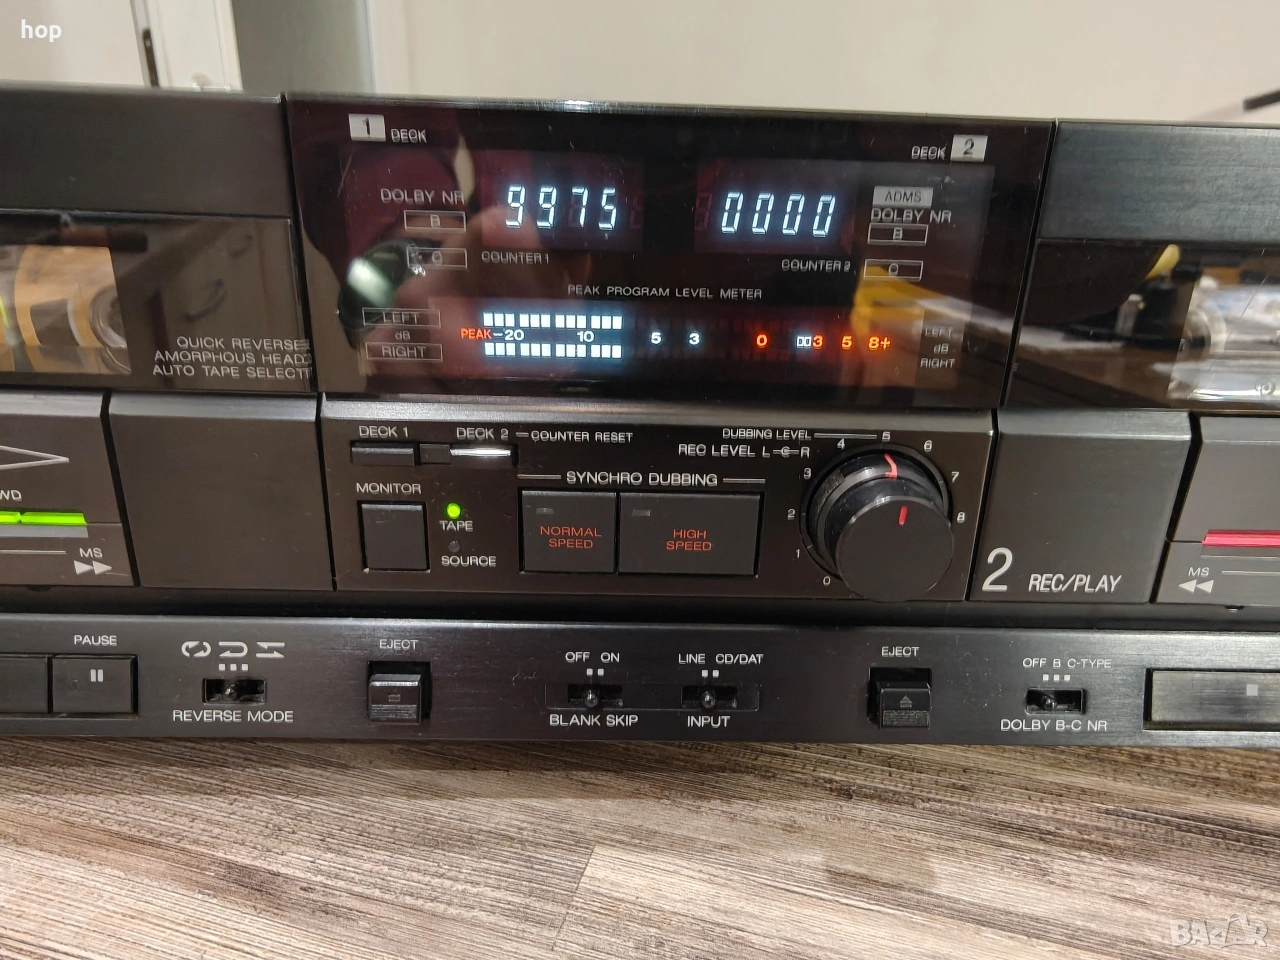 hop
1 DECK
DECK 2
DOLBY NR
B
C
9975
COUNTER 1
0000
COUNTER 2
ADMS
DOLBY NR
B
C
PEAK PROGRAM LEVEL METER
LEFT
dB
RIGHT
PEAK -20 10 5 3 0 3 5 8+
LEFT
dB
RIGHT
QUICK REVERSE
AMORPHOUS HEAD
AUTO TAPE SELECT
DECK 1 DECK 2 COUNTER RESET
MONITOR
TAPE
SOURCE
SYNCHRO DUBBING
NORMAL
SPEED
HIGH
SPEED
DUBBING LEVEL
REC LEVEL L C R
0 1 2 3 4 5 6 7 8
2 REC/PLAY
WD
MS
MS
PAUSE
REVERSE MODE
EJECT
OFF ON
BLANK SKIP
LINE CD/DAT
INPUT
EJECT
OFF B C-TYPE
DOLBY B-C NR
BAZAR